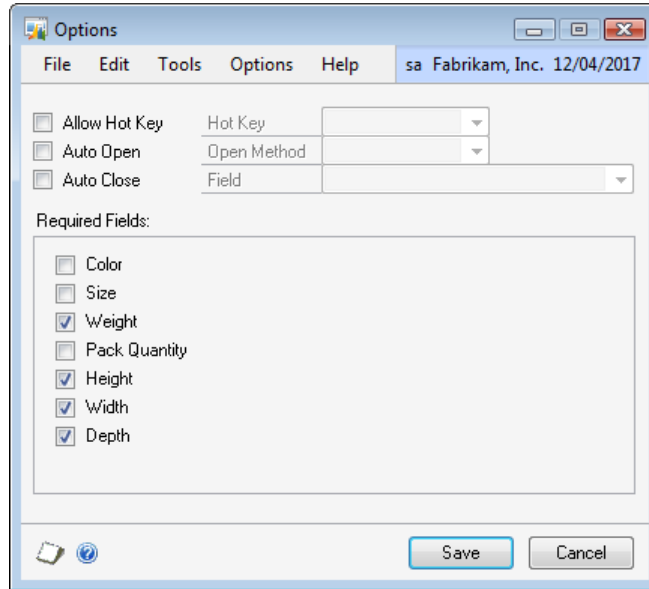 Options
File Edit Tools Options Help sa Fabrikam, Inc. 12/04/2017
Allow Hot Key Hot Key
Auto Open Open Method
Auto Close Field
Required Fields:
Color
Size
Weight
Pack Quantity
Height
Width
Depth
Save Cancel